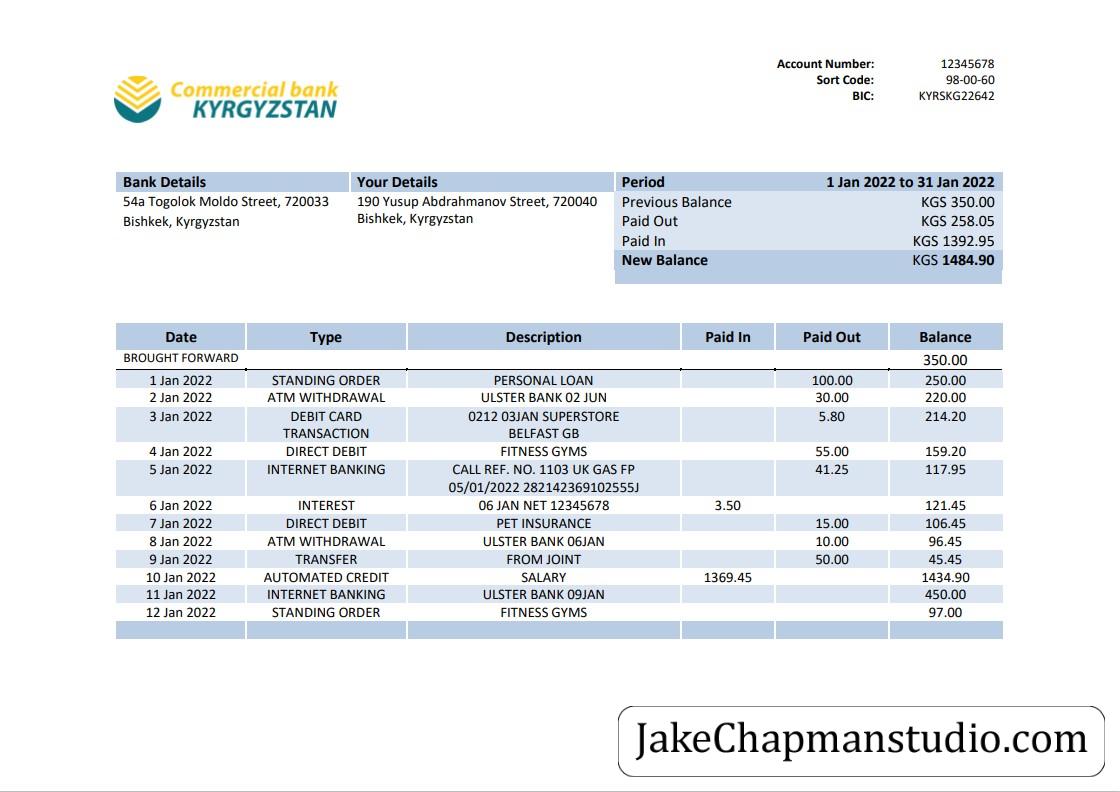 Commercial bank
KYRGYZSTAN
Account Number: 12345678
Sort Code: 98-00-60
BIC: KYRSKG22642
Bank Details
54a Togolok Moldo Street, 720033
Bishkek, Kyrgyzstan
Your Details
190 Yusup Abdrahmanov Street, 720040
Bishkek, Kyrgyzstan
Period 1 Jan 2022 to 31 Jan 2022
Previous Balance KGS 350.00
Paid Out KGS 258.05
Paid In KGS 1392.95
New Balance KGS 1484.90
Date Type Description Paid In Paid Out Balance
BROUGHT FORWARD 350.00
1 Jan 2022 STANDING ORDER PERSONAL LOAN 100.00 250.00
2 Jan 2022 ATM WITHDRAWAL ULSTER BANK 02 JUN 30.00 220.00
3 Jan 2022 DEBIT CARD 0212 03JAN SUPERSTORE 5.80 214.20
TRANSACTION BELFAST GB
4 Jan 2022 DIRECT DEBIT FITNESS GYMS 55.00 159.20
5 Jan 2022 INTERNET BANKING CALL REF. NO. 1103 UK GAS FP 41.25 117.95
05/01/2022 282142369102555J
6 Jan 2022 INTEREST 06 JAN NET 12345678 3.50 121.45
7 Jan 2022 DIRECT DEBIT PET INSURANCE 15.00 106.45
8 Jan 2022 ATM WITHDRAWAL ULSTER BANK 06JAN 10.00 96.45
9 Jan 2022 TRANSFER FROM JOINT 50.00 45.45
10 Jan 2022 AUTOMATED CREDIT SALARY 1369.45 1434.90
11 Jan 2022 INTERNET BANKING ULSTER BANK 09JAN 450.00
12 Jan 2022 STANDING ORDER FITNESS GYMS 97.00
JakeChapmanstudio.com